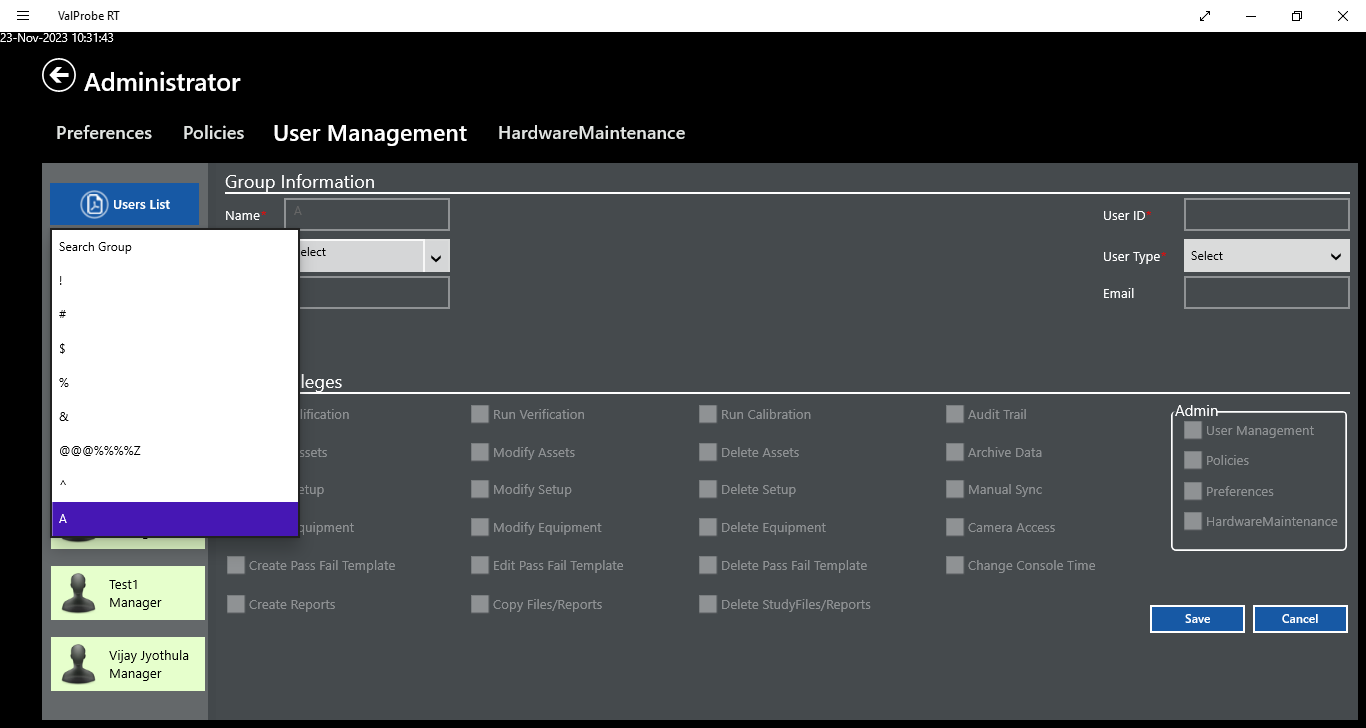 ValProbe RT
23-Nov-2023 10:31:43
Administrator
Preferences Policies User Management HardwareMaintenance
Users List
Group Information
Name* A
User ID*
Search Group
!
#
$
%
&
@@@%%%%Z
^
A
elect
User Type* Select
Email
leges
lification Run Verification Run Calibration Audit Trail
ssets Modify Assets Delete Assets Archive Data
etup Modify Setup Delete Setup Manual Sync
quipment Modify Equipment Delete Equipment Camera Access
Create Pass Fail Template Edit Pass Fail Template Delete Pass Fail Template Change Console Time
Create Reports Copy Files/Reports Delete StudyFiles/Reports
Admin
User Management
Policies
Preferences
HardwareMaintenance
Test1
Manager
Vijay Jyothula
Manager
Save Cancel